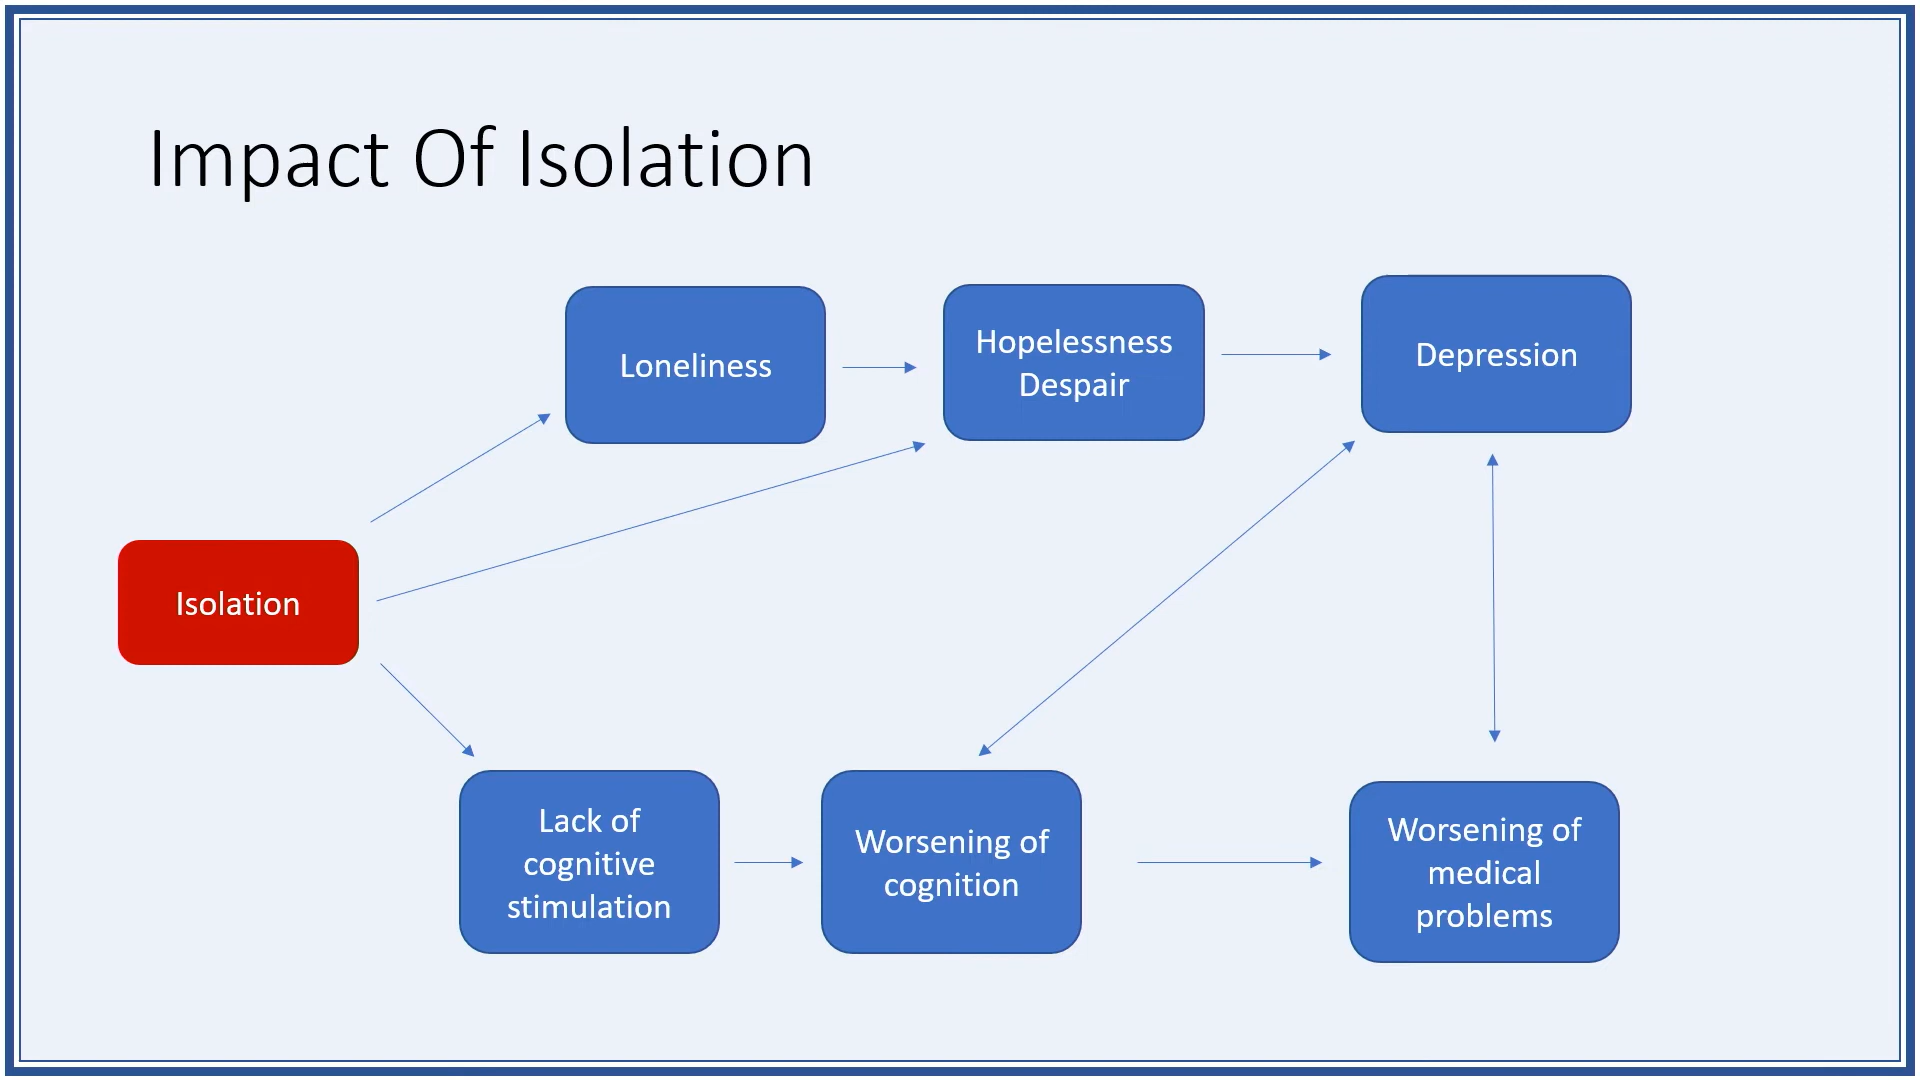 Impact Of Isolation
Loneliness
Hopelessness
Despair
Depression
Isolation
Lack of
cognitive
stimulation
Worsening of
cognition
Worsening of
medical
problems